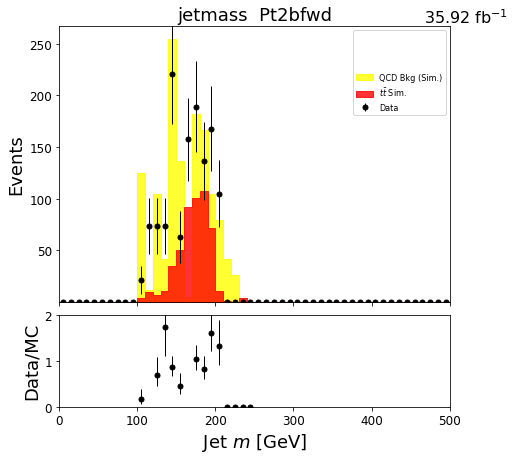 jetmass  Pt2bfwd
35.92 fb⁻¹
QCD Bkg (Sim.)
tt̄ Sim.
Data
Events
250
200
150
100
50
Data/MC
2
1
0
0 100 200 300 400 500
Jet m [GeV]